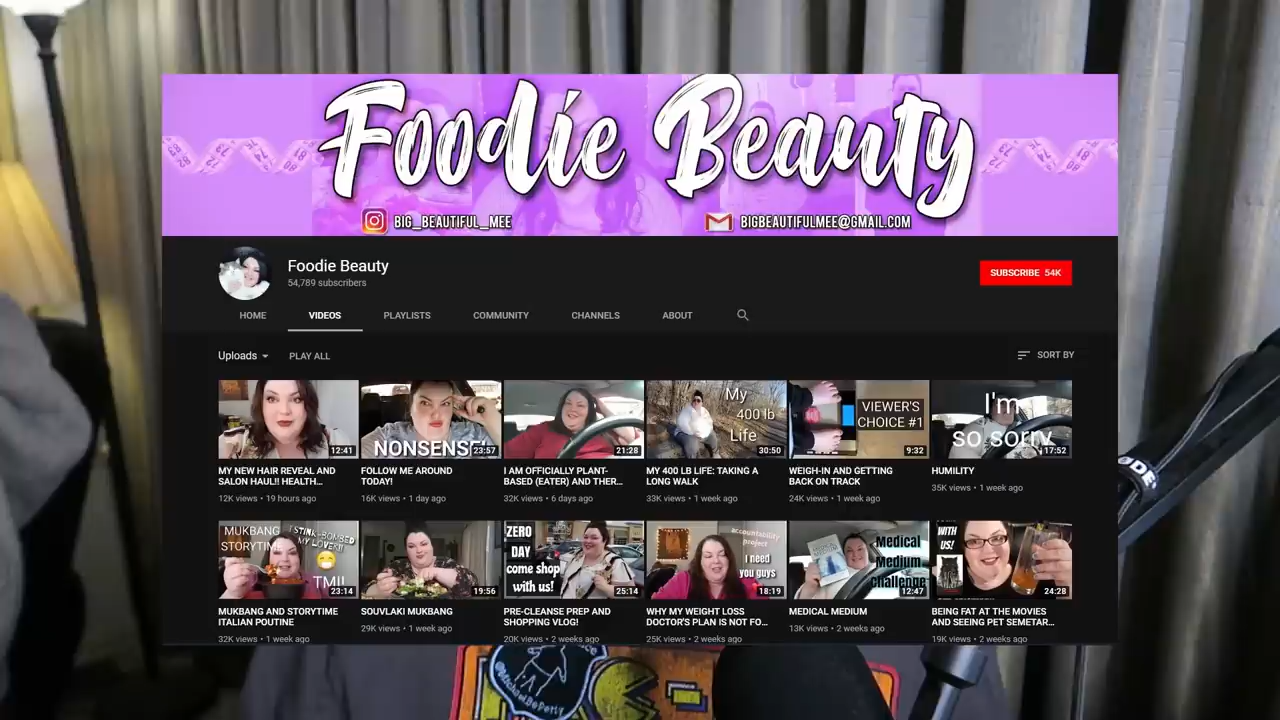 Foodie Beauty
BIG_BEAUTIFUL_MEE
BIGBEAUTIFULMEE@GMAIL.COM
Foodie Beauty
54,789 subscribers
SUBSCRIBE 54K
HOME VIDEOS PLAYLISTS COMMUNITY CHANNELS ABOUT
Uploads PLAY ALL SORT BY
12:41
NONSENSE
23:57
21:28
My
400 lb
Life
30:50
VIEWER'S
CHOICE #1
9:32
I'm
so sorry
17:52
MY NEW HAIR REVEAL AND
SALON HAUL!! HEALTH...
12K views • 19 hours ago
FOLLOW ME AROUND
TODAY!
16K views • 1 day ago
I AM OFFICIALLY PLANT-
BASED (EATER) AND THER...
32K views • 6 days ago
MY 400 LB LIFE: TAKING A
LONG WALK
33K views • 1 week ago
WEIGH-IN AND GETTING
BACK ON TRACK
24K views • 1 week ago
HUMILITY
35K views • 1 week ago
MUKBANG
STORYTIME
I STINK-BOMBED
MY LOVER!!
TMI!
23:14
19:56
ZERO
DAY
come shop
with us!
25:14
accountability
project
I need
you guys
18:19
Medical
Medium
challenge
12:47
WITH
US!
24:28
MUKBANG AND STORYTIME
ITALIAN POUTINE
32K views • 1 week ago
SOUVLAKI MUKBANG
29K views • 1 week ago
PRE-CLEANSE PREP AND
SHOPPING VLOG!
20K views • 2 weeks ago
WHY MY WEIGHT LOSS
DOCTOR'S PLAN IS NOT FO...
25K views • 2 weeks ago
MEDICAL MEDIUM
13K views • 2 weeks ago
BEING FAT AT THE MOVIES
AND SEEING PET SEMETAR...
19K views • 2 weeks ago